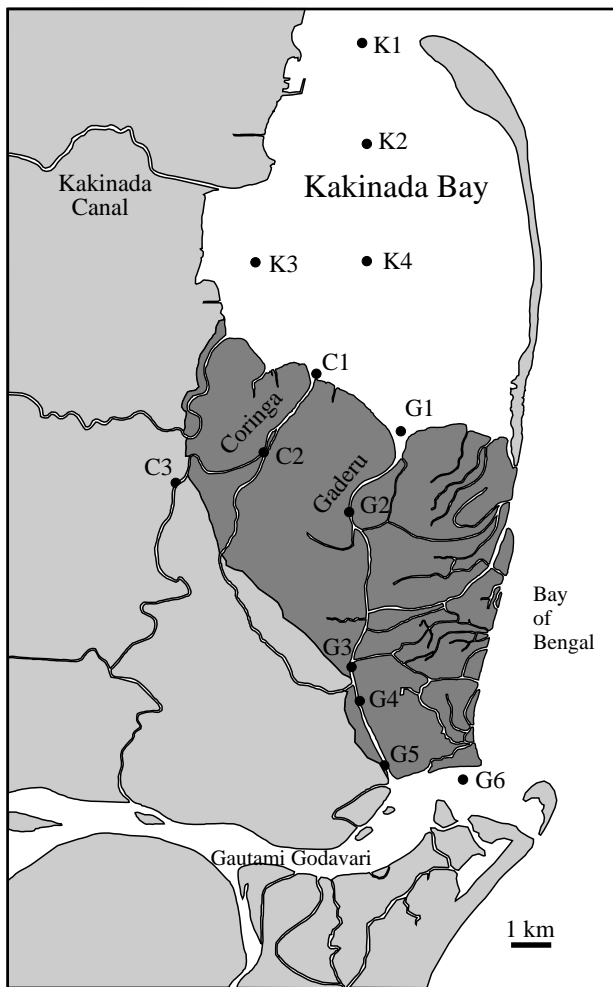 K1
K2
Kakinada Bay
Kakinada
Canal
K3
K4
C1
G1
Coringa
C2
Gaderu
C3
G2
Bay
of
Bengal
G3
G4
G5
G6
Gautami Godavari
1 km